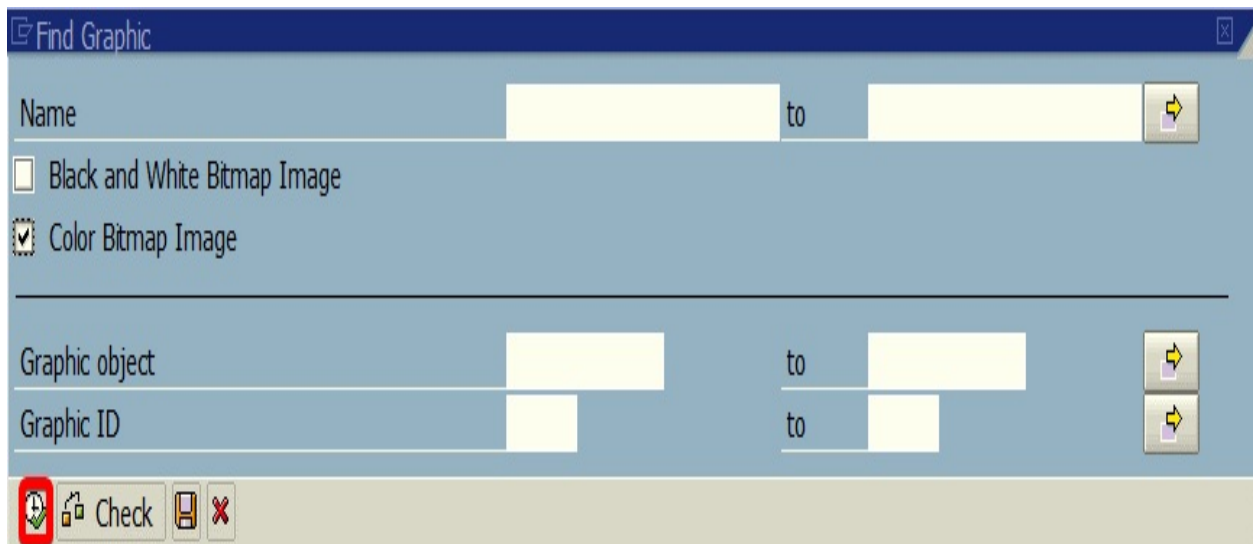 Find Graphic
Name to
Black and White Bitmap Image
Color Bitmap Image
Graphic object to
Graphic ID to
Check